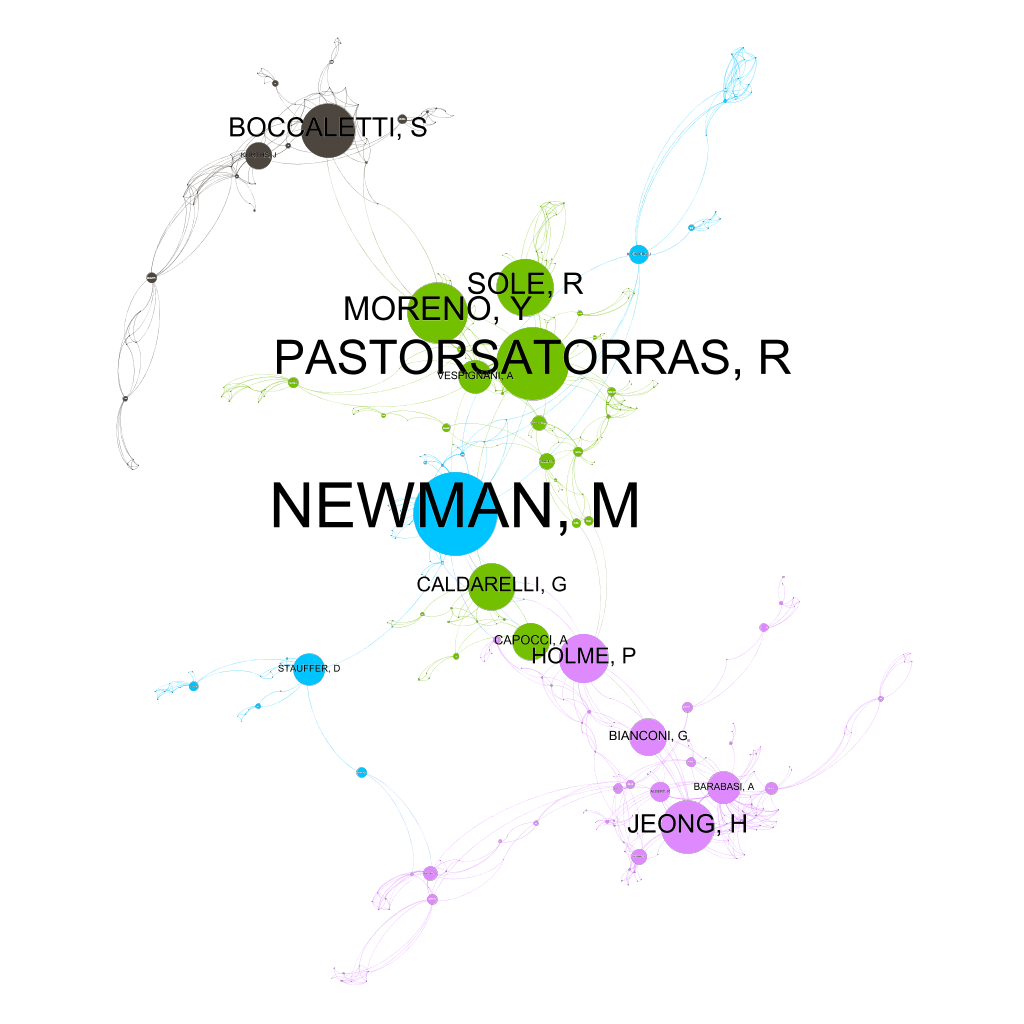 BOCCALETTI, S
SOLE, R
MORENO, Y
PASTORSATORRAS, R
VESPIGNANI, A
NEWMAN, M
CALDARELLI, G
CAPOCCI, A
HOLME, P
STAUFFER, D
BIANCONI, G
BARABASI, A
JEONG, H